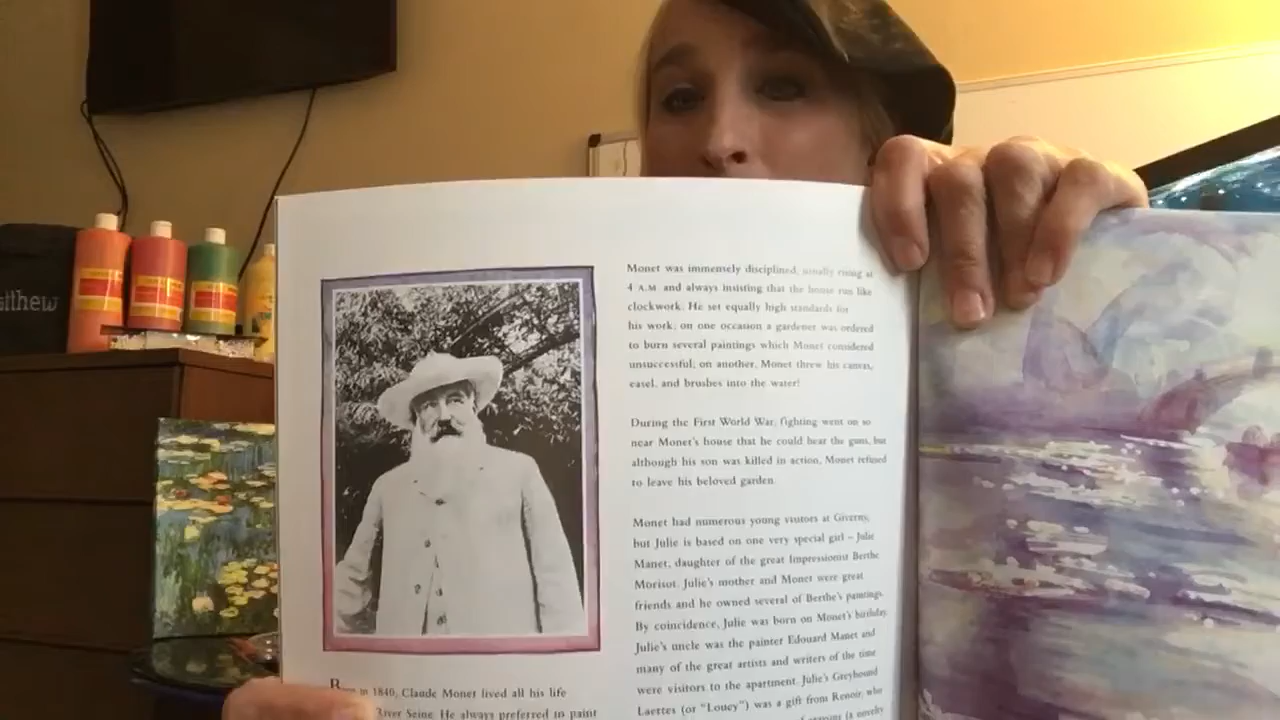 sithew
Born in 1840, Claude Monet lived all his life
River Seine. He always preferred to paint
Monet was immensely disciplined, usually rising at
4 A.M. and always insisting that the house run like
clockwork. He set equally high standards for
his work; on one occasion a gardener was ordered
to burn several paintings which Monet considered
unsuccessful; on another, Monet threw his canvas,
easel, and brushes into the water!
During the First World War, fighting went on so
near Monet's house that he could hear the guns, but
although his son was killed in action, Monet refused
to leave his beloved garden.
Monet had numerous young visitors at Giverny,
but Julie is based on one very special girl – Julie
Manet, daughter of the great Impressionist Berthe
Morisot. Julie's mother and Monet were great
friends and he owned several of Berthe's paintings.
By coincidence, Julie was born on Monet's birthday.
Julie's uncle was the painter Edouard Manet and
many of the great artists and writers of the time
were visitors to the apartment. Julie's Greyhound
Laertes (or "Louey") was a gift from Renoir, who
(a novelty